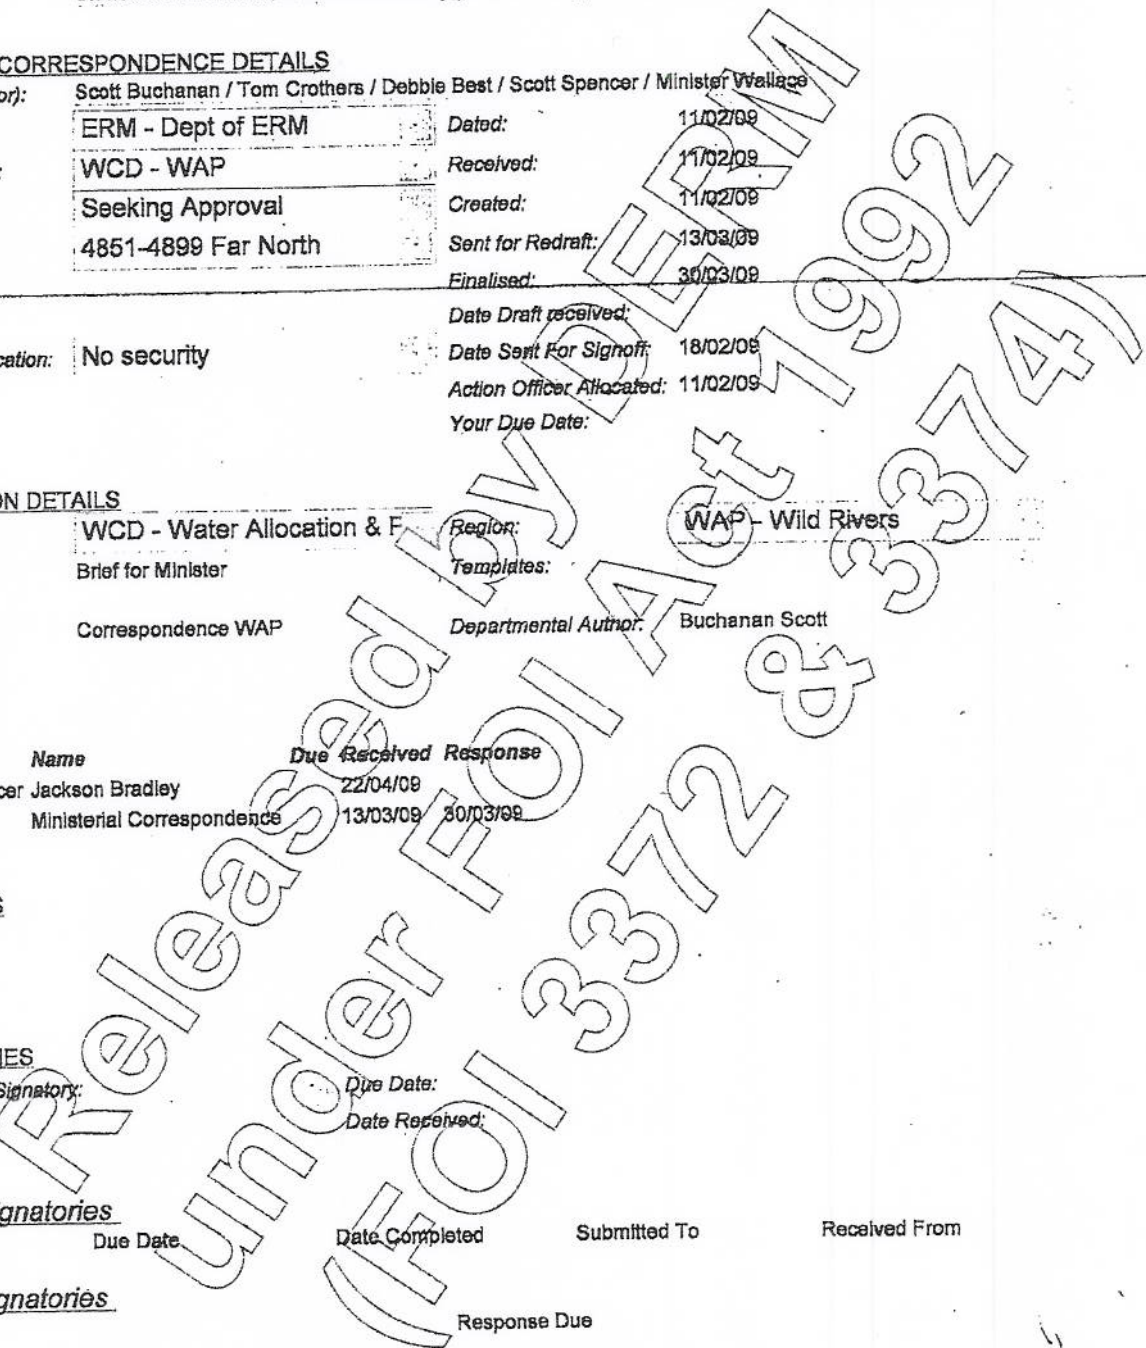 CORRESPONDENCE DETAILS
or): Scott Buchanan / Tom Crothers / Debbie Best / Scott Spencer / Minister Wallace
ERM - Dept of ERM Dated: 11/02/09
: WCD - WAP Received: 11/02/09
Seeking Approval Created: 11/02/09
4851-4899 Far North Sent for Redraft: 13/03/09
Finalised: 30/03/09
Date Draft received:
cation: No security Date Sent For Signoff: 18/02/09
Action Officer Allocated: 11/02/09
Your Due Date:
ON DETAILS
WCD - Water Allocation & F Region: WAP - Wild Rivers
Brief for Minister Templates:
Correspondence WAP Departmental Author: Buchanan Scott
Name Due Received Response
cer Jackson Bradley 22/04/09
Ministerial Correspondence 13/03/09 30/03/09
S
IES
Signatory: Due Date:
Date Received:
gnatories
Due Date Date Completed Submitted To Received From
gnatories
Response Due
Released by DERM
under FOI Act 1992
(FOI 3372 & 3374)